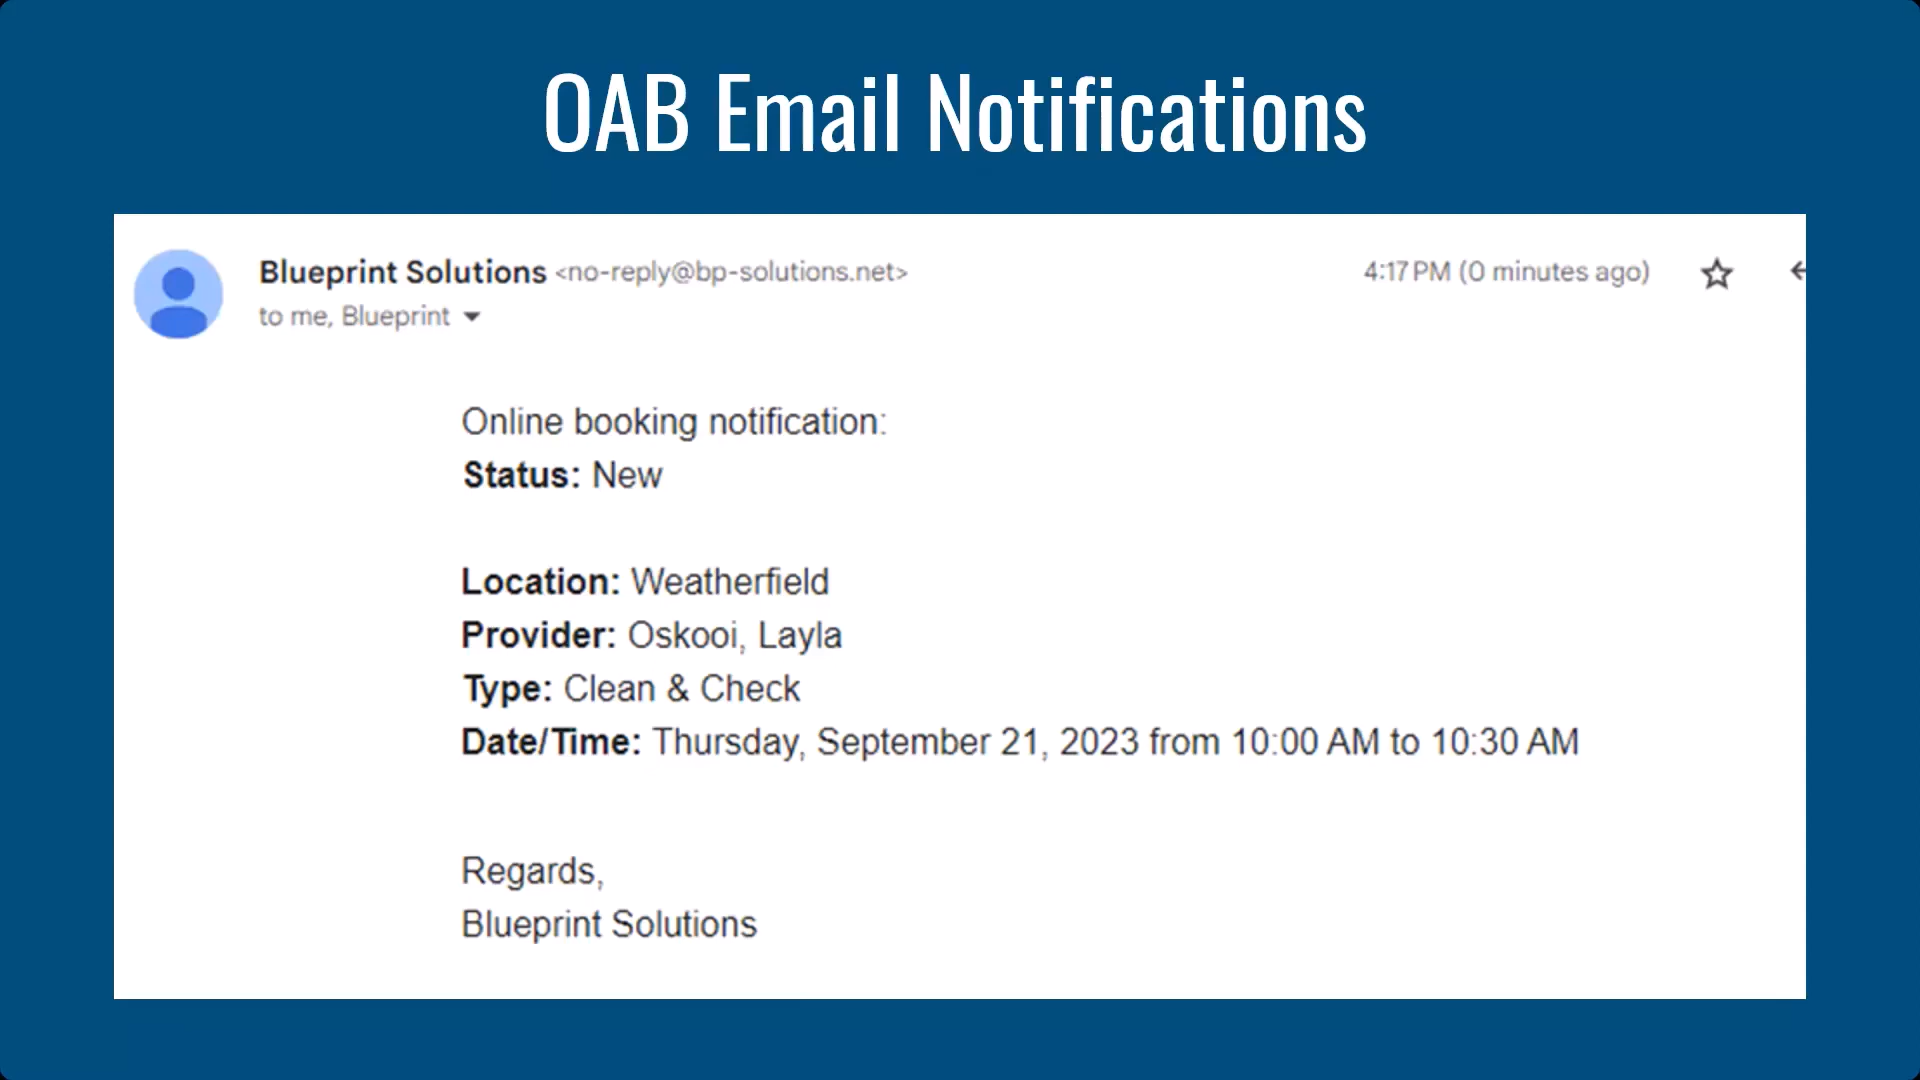 OAB Email Notifications
Blueprint Solutions <no-reply@bp-solutions.net>
4:17 PM (0 minutes ago)
to me, Blueprint
Online booking notification:
Status: New
Location: Weatherfield
Provider: Oskooi, Layla
Type: Clean & Check
Date/Time: Thursday, September 21, 2023 from 10:00 AM to 10:30 AM
Regards,
Blueprint Solutions